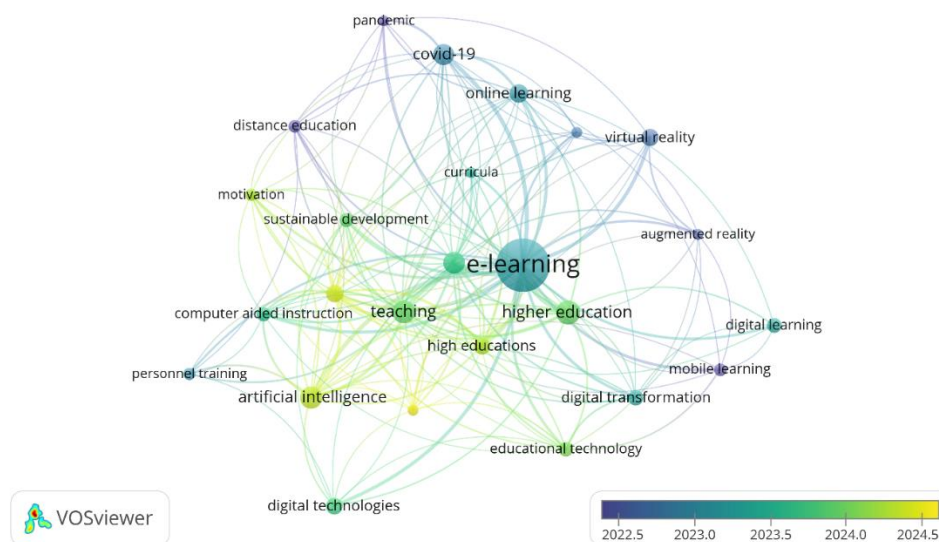 pandemic
covid-19
online learning
distance education
virtual reality
curricula
motivation
sustainable development
augmented reality
e-learning
computer aided instruction
teaching
higher education
digital learning
high educations
personnel training
mobile learning
artificial intelligence
digital transformation
educational technology
digital technologies
VOSviewer
2022.5 2023.0 2023.5 2024.0 2024.5